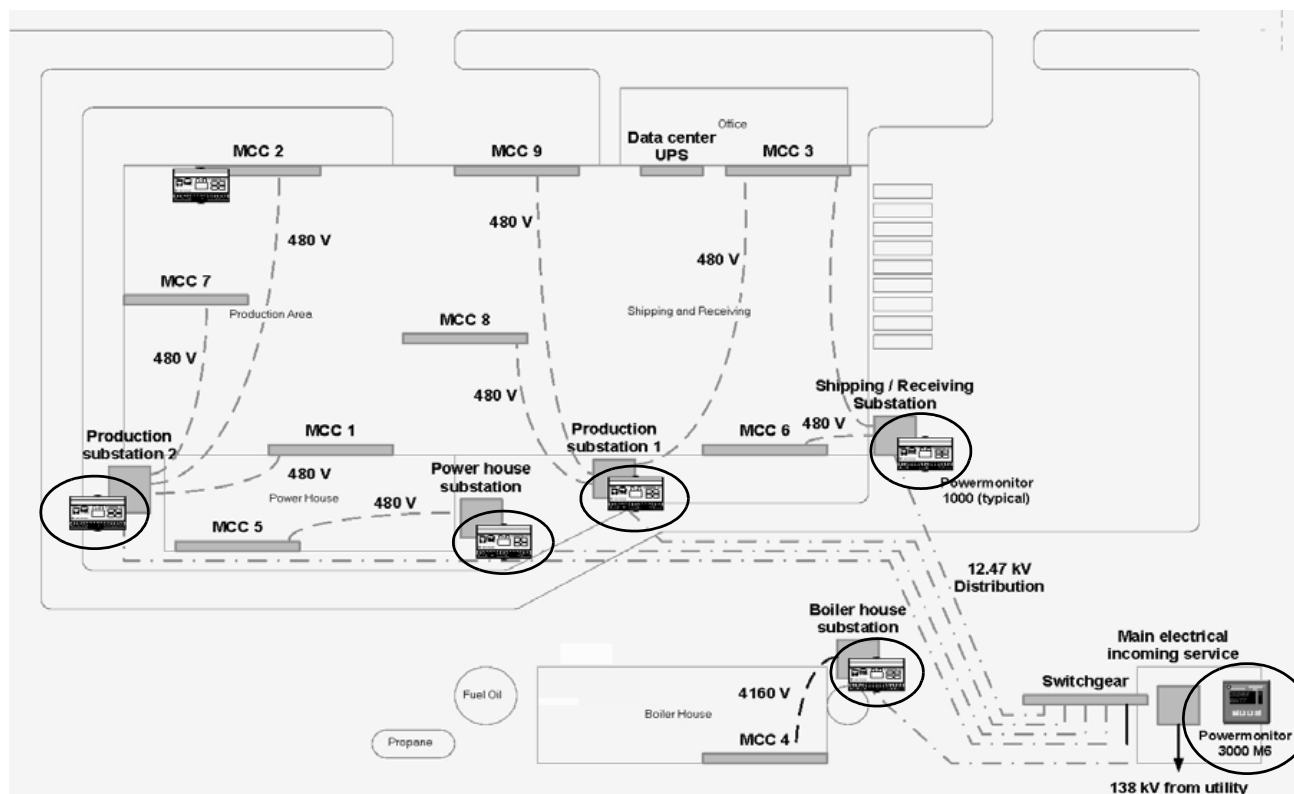 Office
MCC 2
MCC 9
Data center
UPS
MCC 3
480 V
480 V
480 V
MCC 7
Production Area
Shipping and Receiving
MCC 8
480 V
480 V
Shipping / Receiving
Substation
480 V
Production
substation 2
MCC 1
Production
substation 1
MCC 6
480 V
Power House
Power house
substation
480 V
Powermonitor
1000 (typical)
MCC 5
12.47 kV
Distribution
Boiler house
substation
Main electrical
incoming service
Switchgear
Fuel Oil
4160 V
Boiler House
Propane
MCC 4
Powermonitor
3000 M6
138 kV from utility